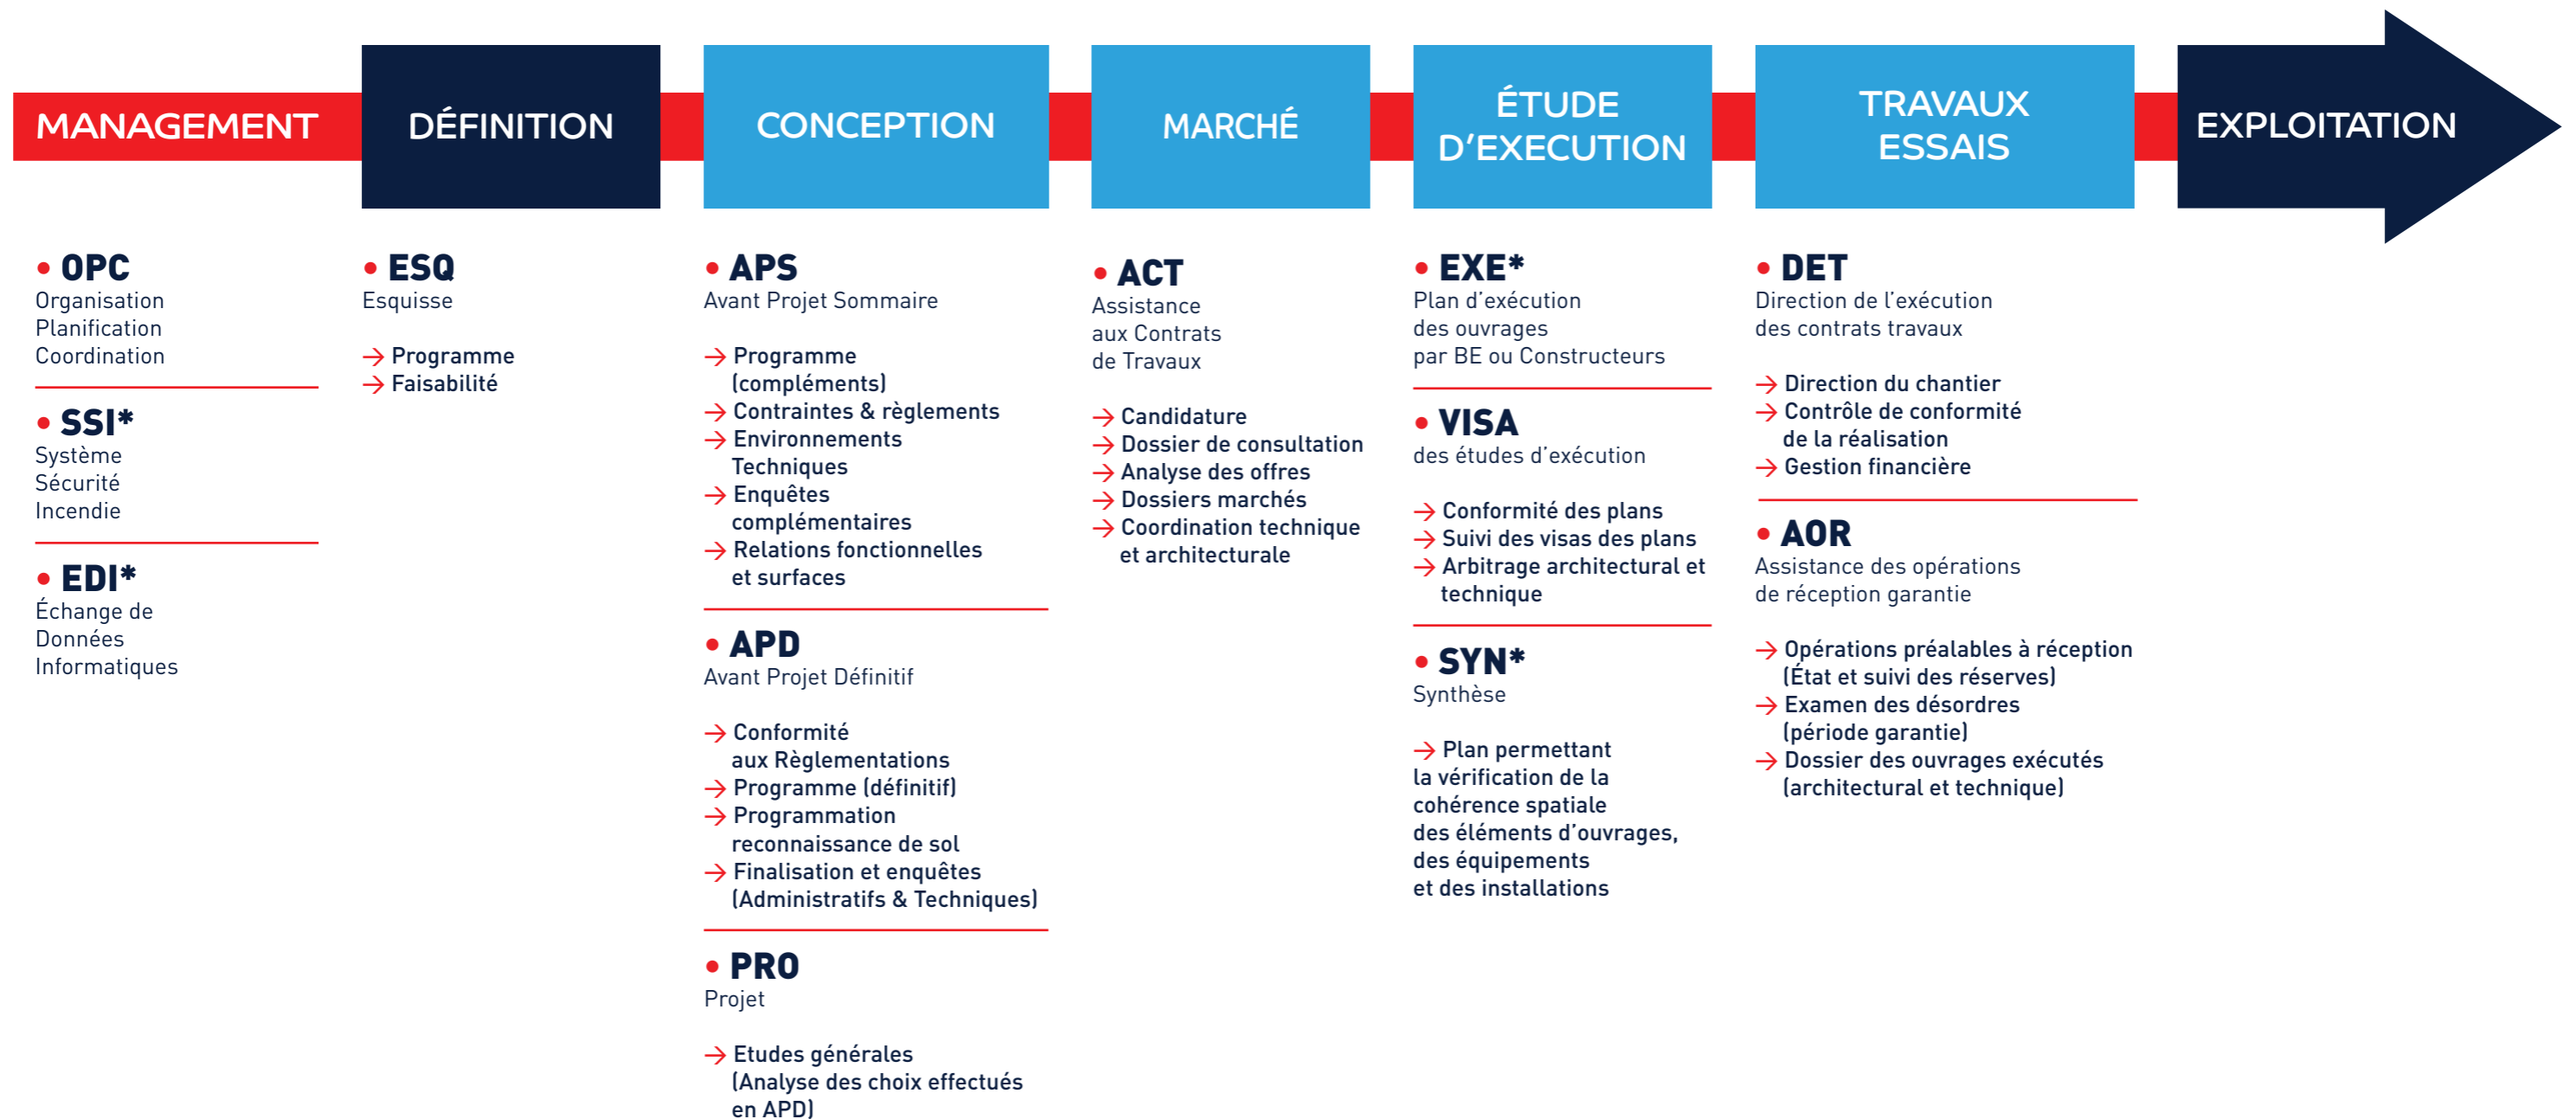 MANAGEMENT
DÉFINITION
CONCEPTION
MARCHÉ
ÉTUDE
D'EXECUTION
TRAVAUX
ESSAIS
EXPLOITATION
• OPC
Organisation
Planification
Coordination
• SSI*
Système
Sécurité
Incendie
• EDI*
Échange de
Données
Informatiques
• ESQ
Esquisse
→ Programme
→ Faisabilité
• APS
Avant Projet Sommaire
→ Programme
(compléments)
→ Contraintes & règlements
→ Environnements
Techniques
→ Enquêtes
complémentaires
→ Relations fonctionnelles
et surfaces
• APD
Avant Projet Définitif
→ Conformité
aux Règlementations
→ Programme (définitif)
→ Programmation
reconnaissance de sol
→ Finalisation et enquêtes
(Administratifs & Techniques)
• PRO
Projet
→ Etudes générales
(Analyse des choix effectués
en APD)
• ACT
Assistance
aux Contrats
de Travaux
→ Candidature
→ Dossier de consultation
→ Analyse des offres
→ Dossiers marchés
→ Coordination technique
et architecturale
• EXE*
Plan d'exécution
des ouvrages
par BE ou Constructeurs
• VISA
des études d'exécution
→ Conformité des plans
→ Suivi des visas des plans
→ Arbitrage architectural et
technique
• SYN*
Synthèse
→ Plan permettant
la vérification de la
cohérence spatiale
des éléments d'ouvrages,
des équipements
et des installations
• DET
Direction de l'exécution
des contrats travaux
→ Direction du chantier
→ Contrôle de conformité
de la réalisation
→ Gestion financière
• AOR
Assistance des opérations
de réception garantie
→ Opérations préalables à réception
(État et suivi des réserves)
→ Examen des désordres
(période garantie)
→ Dossier des ouvrages exécutés
(architectural et technique)